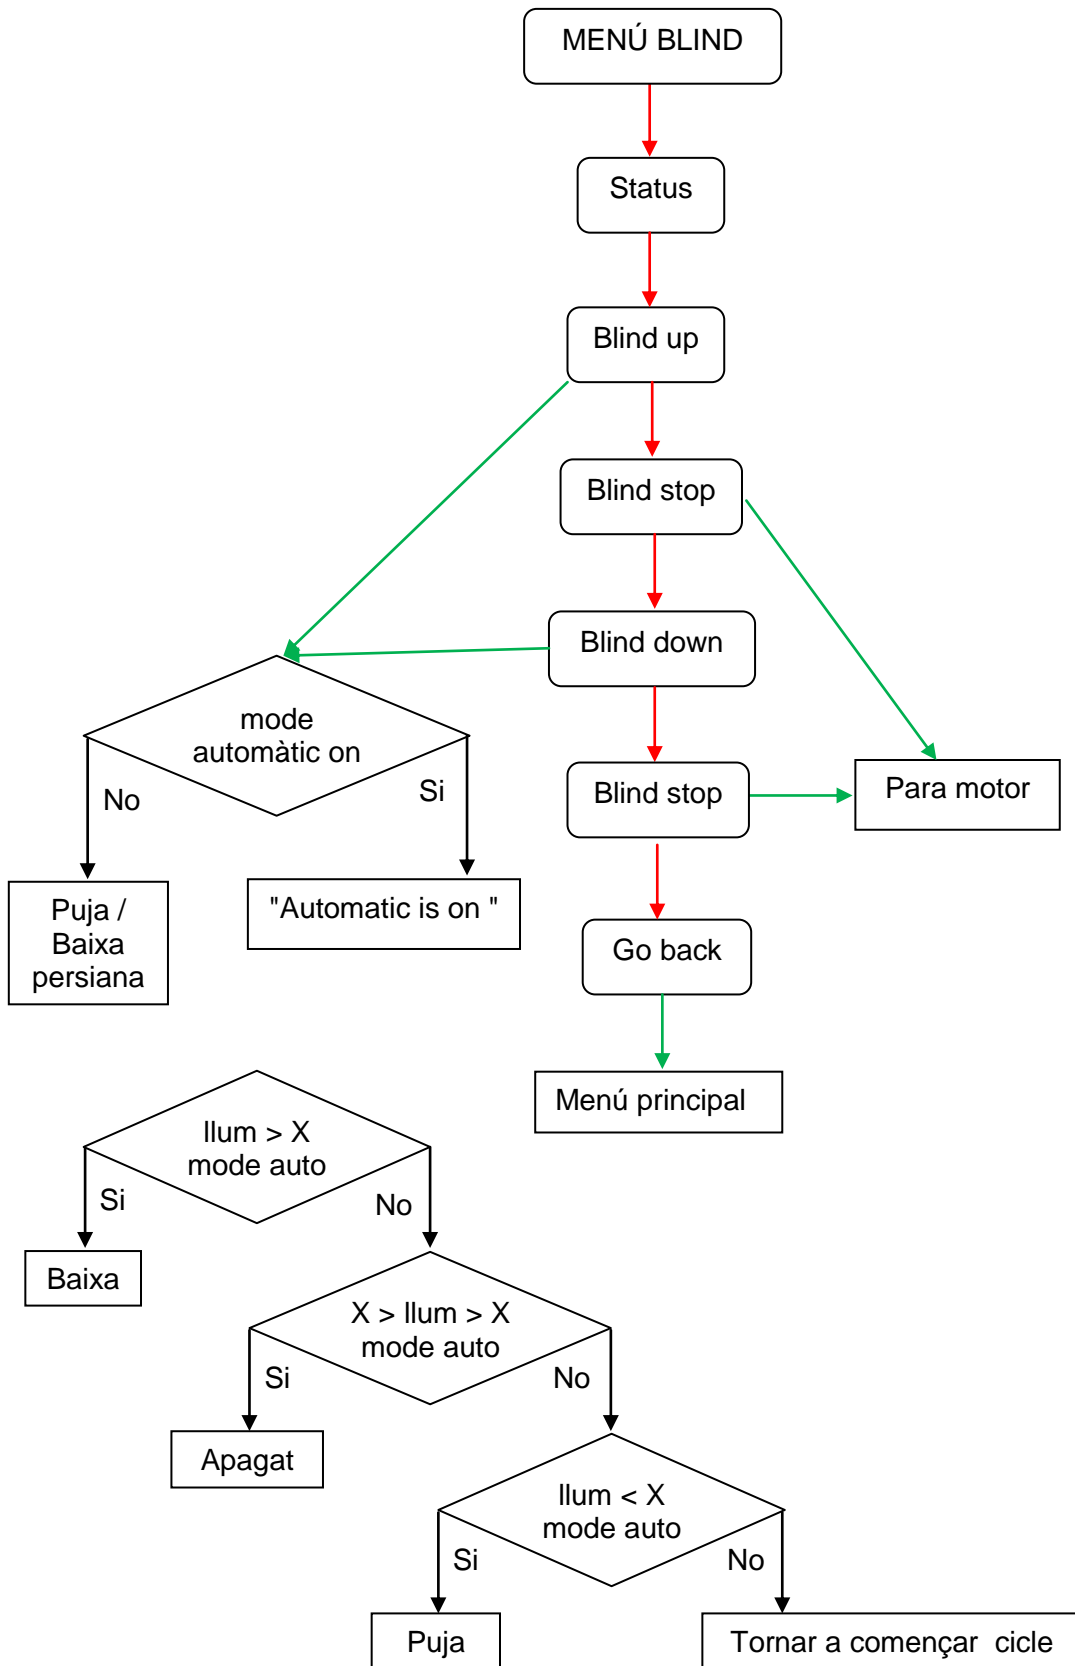 MENÚ BLIND
Status
Blind up
Blind stop
Blind down
mode
automàtic on
No
Si
Blind stop
Para motor
Puja /
Baixa
persiana
"Automatic is on "
Go back
Menú principal
llum > X
mode auto
Si
No
Baixa
X > llum > X
mode auto
Si
No
Apagat
llum < X
mode auto
Si
No
Puja
Tornar a començar  cicle